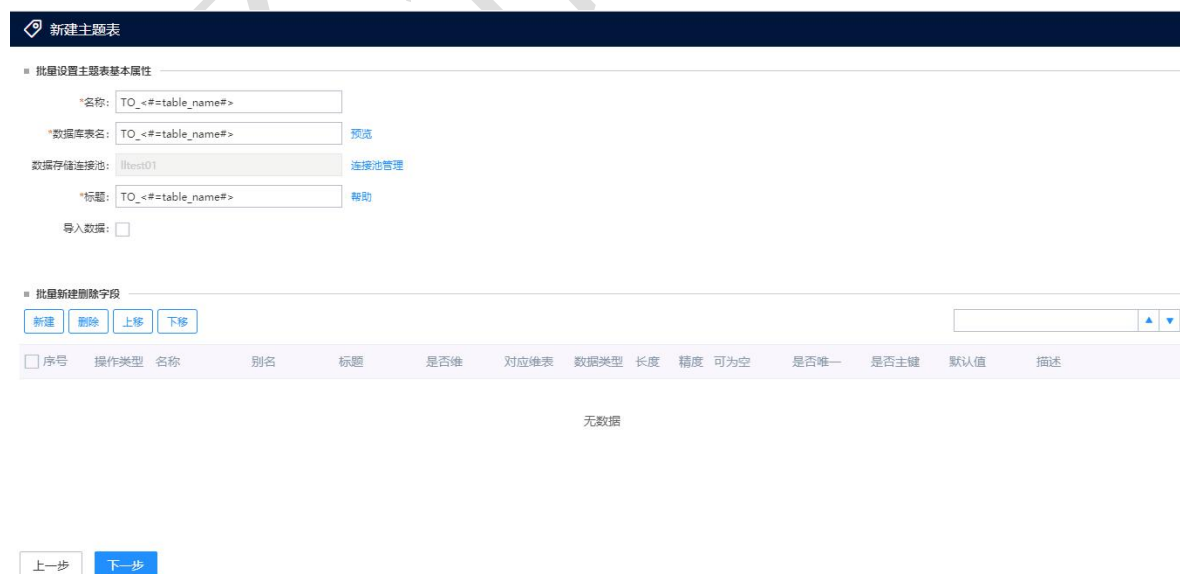 新建主题表
批量设置主题表基本属性
*名称: TO_<#=table_name#>
*数据库表名: TO_<#=table_name#> 预览
数据存储连接池: lltest01 连接池管理
*标题: TO_<#=table_name#> 帮助
导入数据:
批量新建删除字段
新建 删除 上移 下移
序号 操作类型 名称 别名 标题 是否维 对应维表 数据类型 长度 精度 可为空 是否唯一 是否主键 默认值 描述
无数据
上一步 下一步